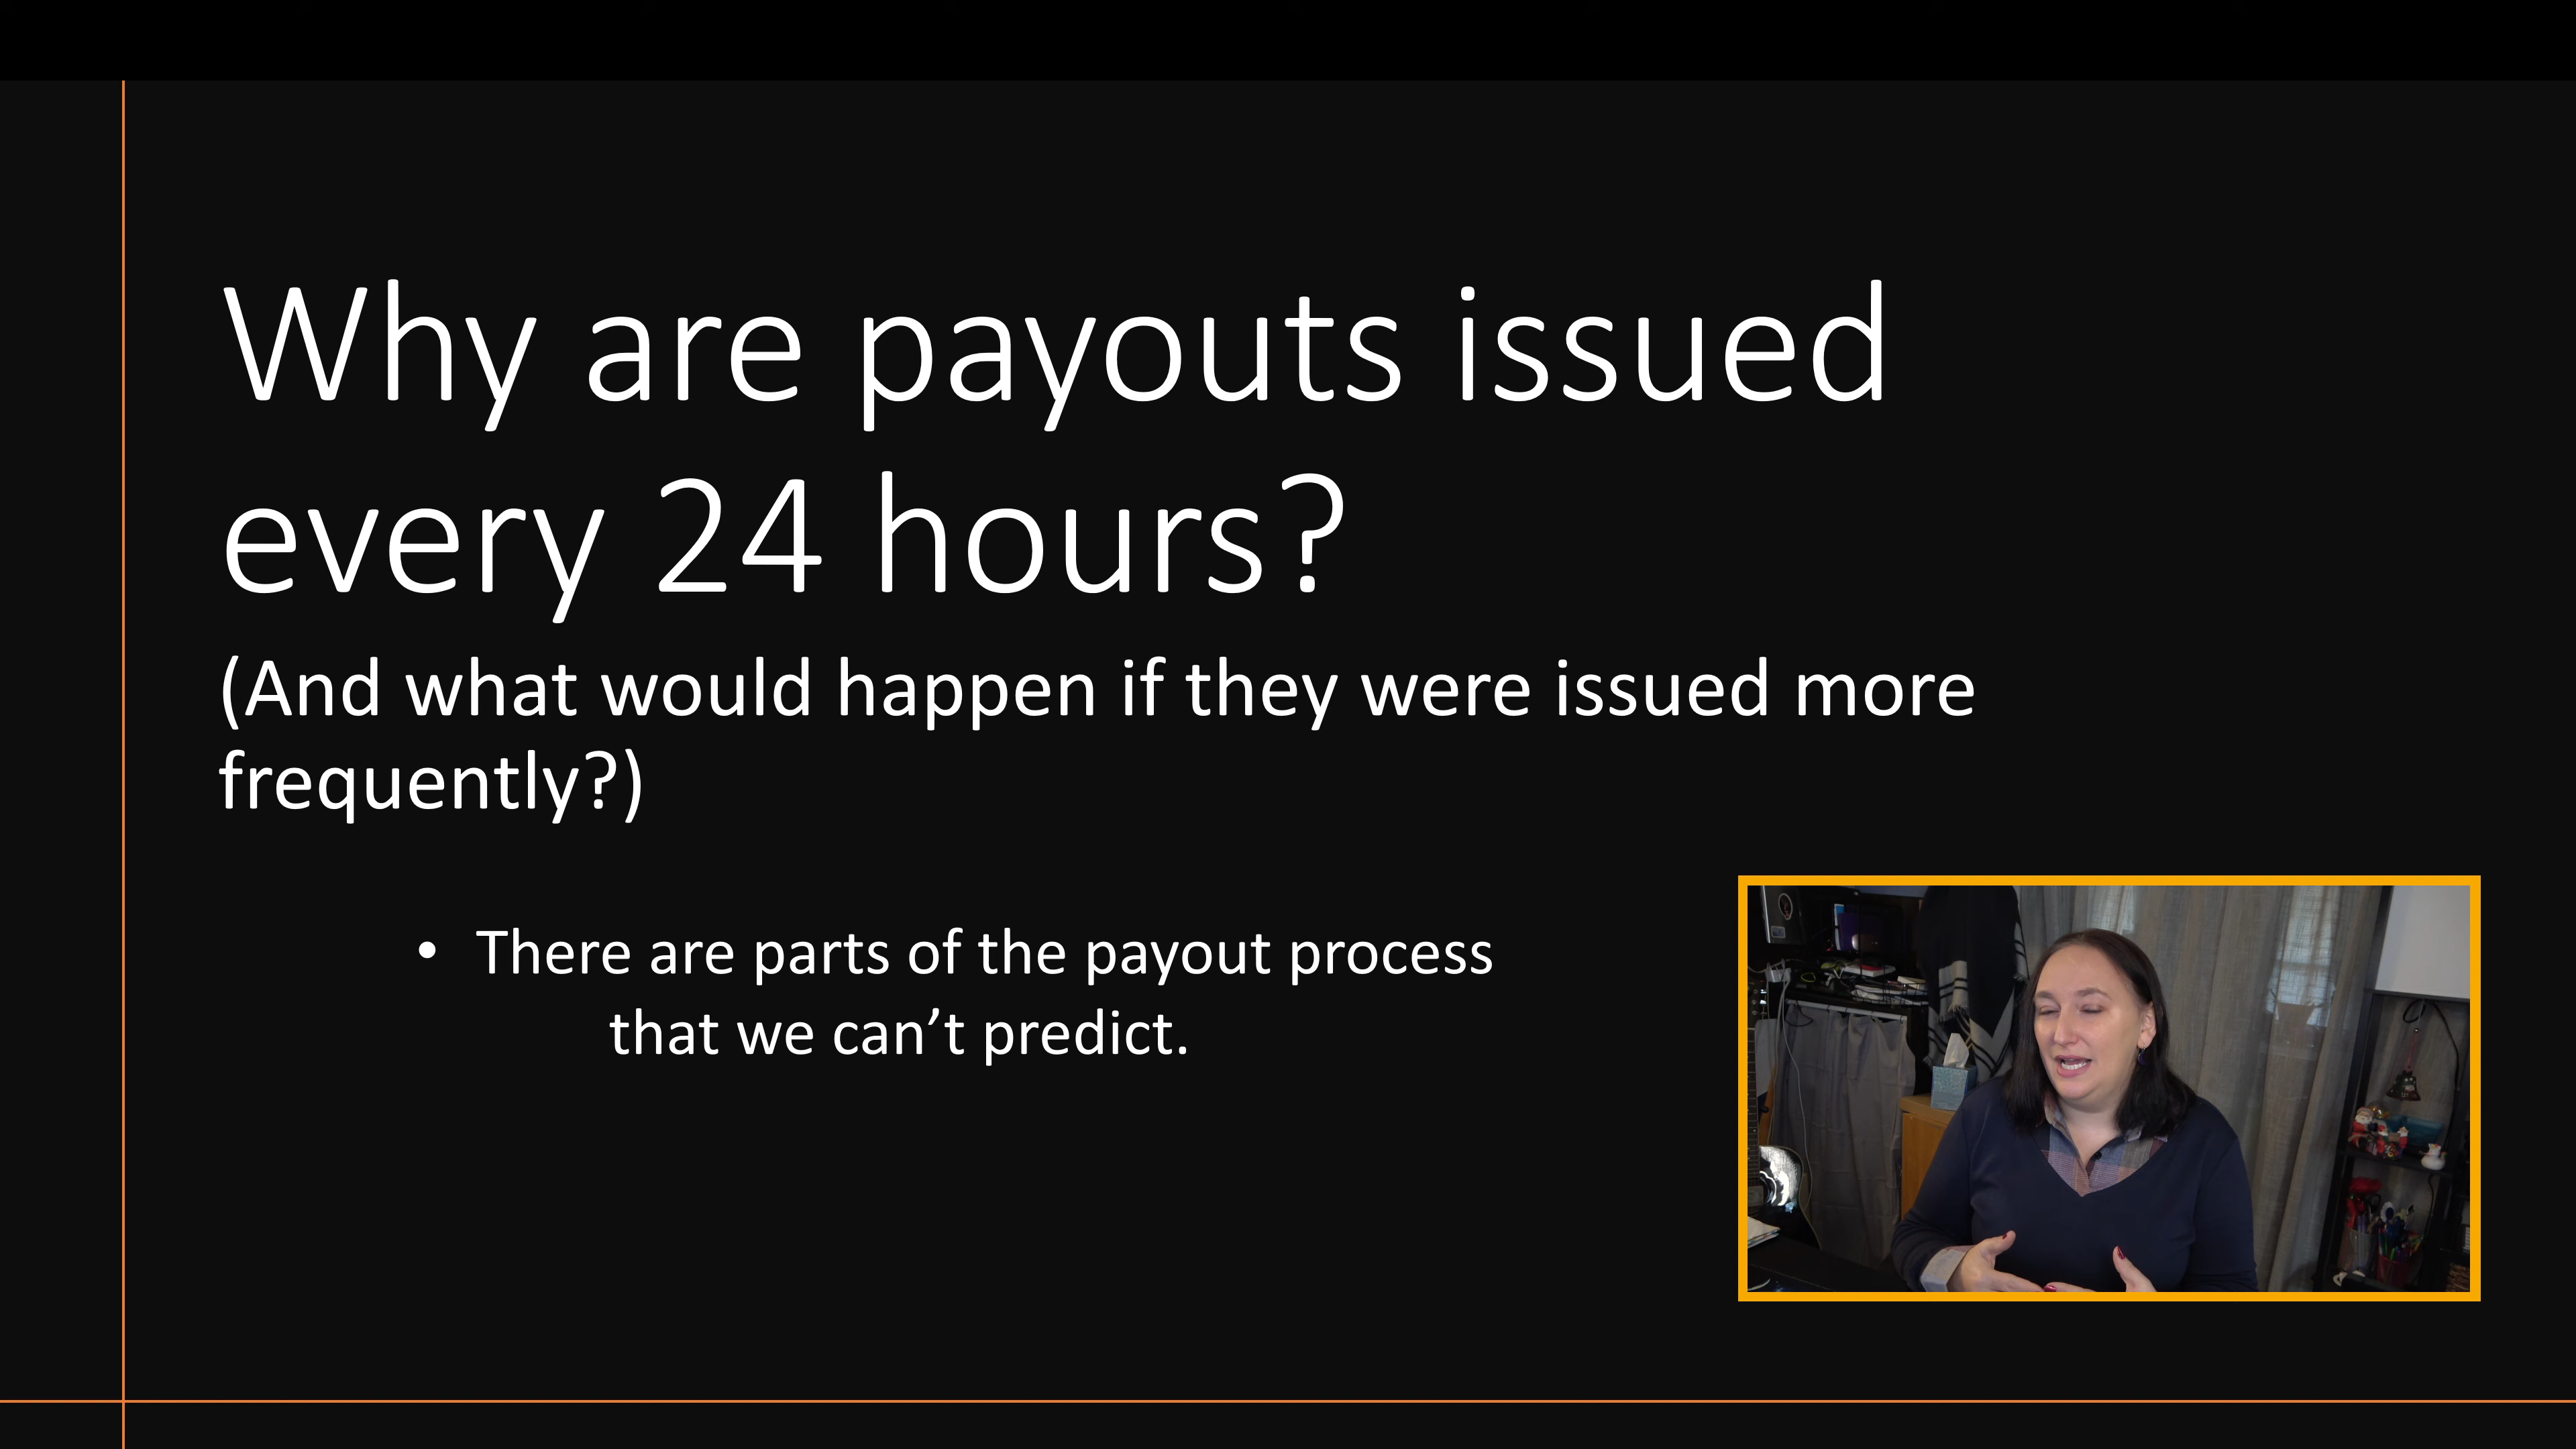 Why are payouts issued
every 24 hours?
(And what would happen if they were issued more
frequently?)
• There are parts of the payout process
that we can’t predict.